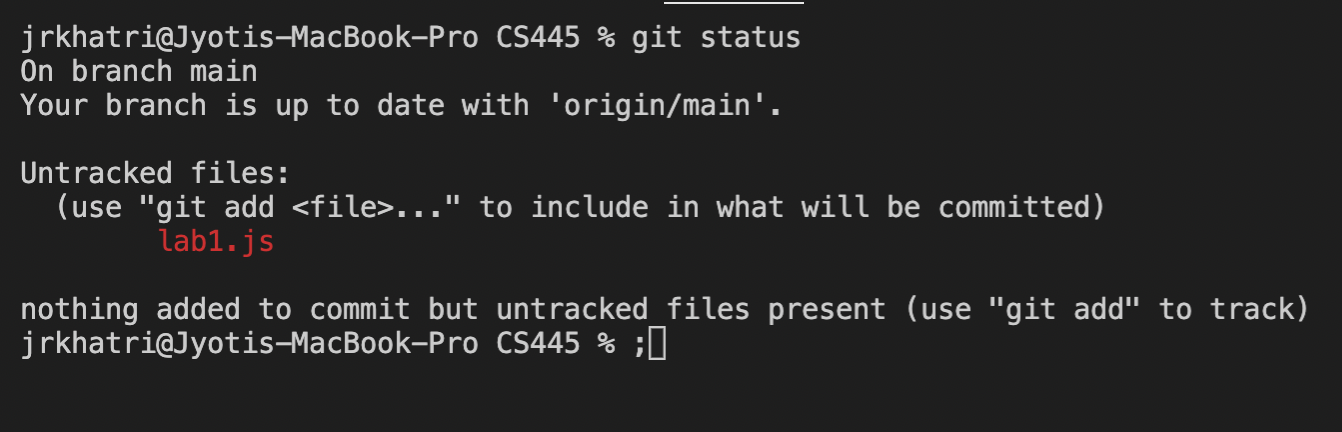 jrkhatri@Jyotis-MacBook-Pro CS445 % git status
On branch main
Your branch is up to date with 'origin/main'.
Untracked files:
(use "git add <file>..." to include in what will be committed)
lab1.js
nothing added to commit but untracked files present (use "git add" to track)
jrkhatri@Jyotis-MacBook-Pro CS445 % ;